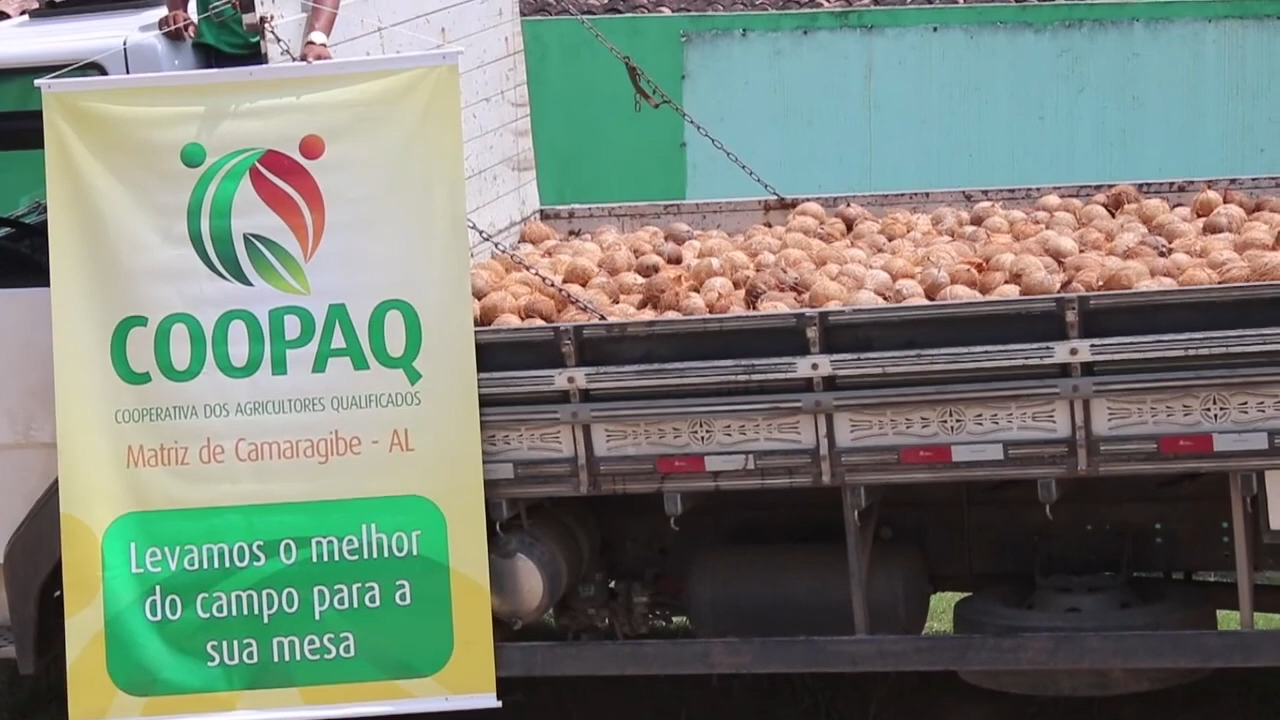 COOPAQ
COOPERATIVA DOS AGRICULTORES QUALIFICADOS
Matriz de Camaragibe - AL
Levamos o melhor
do campo para a
sua mesa